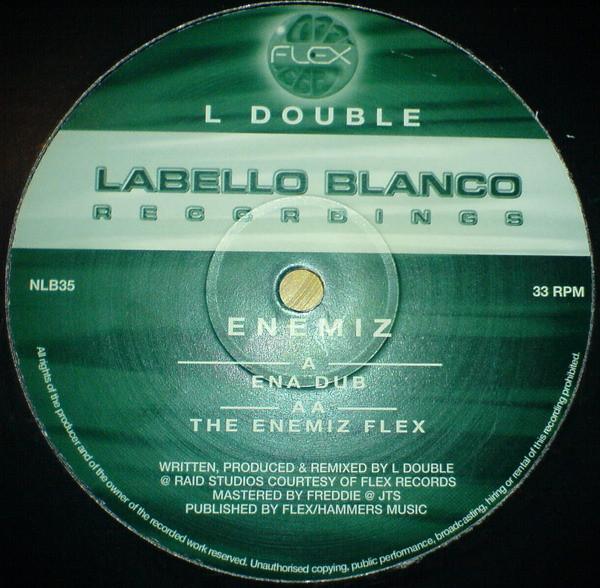 FLEX
L DOUBLE
LABELLO BLANCO
RECORDINGS
NLB35
33 RPM
ENEMIZ
A
ENA DUB
AA
THE ENEMIZ FLEX
WRITTEN, PRODUCED & REMIXED BY L DOUBLE
@ RAID STUDIOS COURTESY OF FLEX RECORDS
MASTERED BY FREDDIE @ JTS
PUBLISHED BY FLEX/HAMMERS MUSIC
All rights of the producer and of the owner of the recorded work reserved. Unauthorised copying, public performance, broadcasting, hiring or rental of this recording prohibited.